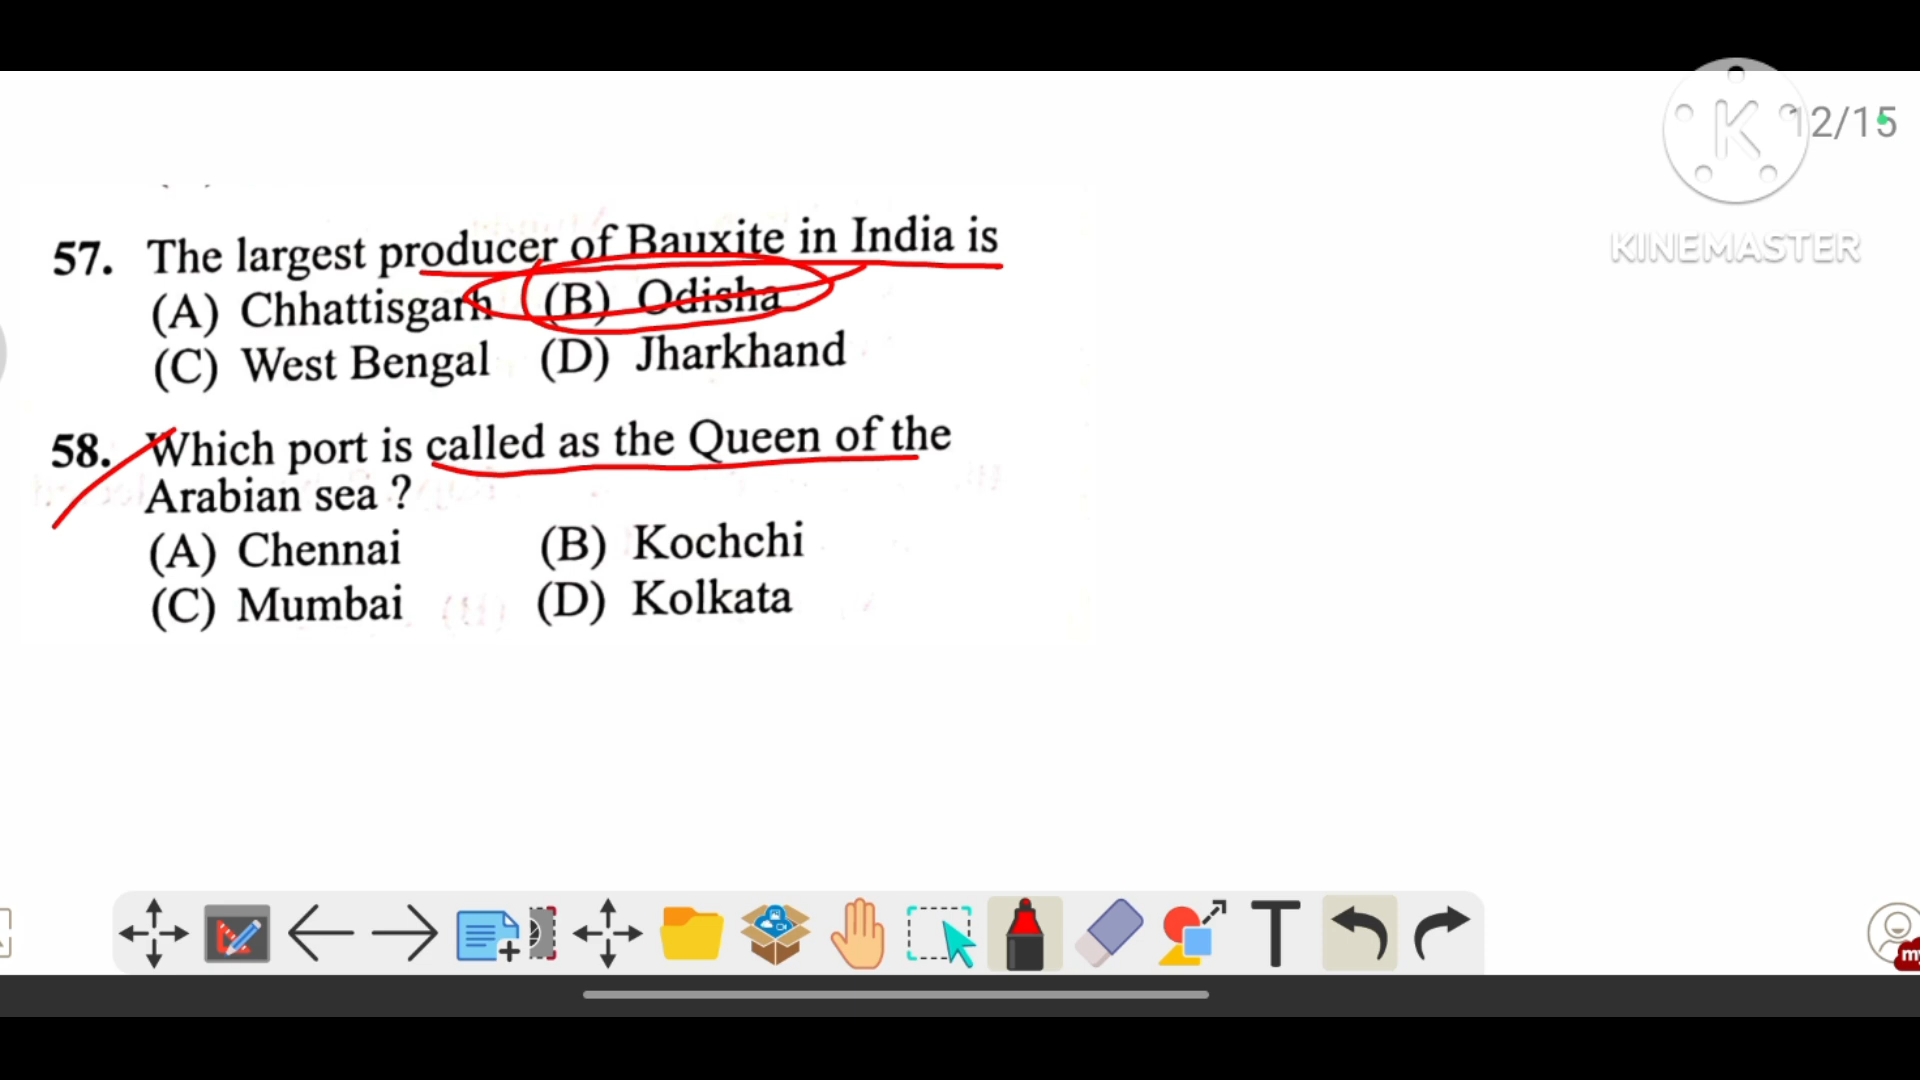 12/15
KINEMASTER
57. The largest producer of Bauxite in India is
(A) Chhattisgarh (B) Odisha
(C) West Bengal (D) Jharkhand
58. Which port is called as the Queen of the
Arabian sea ?
(A) Chennai (B) Kochchi
(C) Mumbai (D) Kolkata